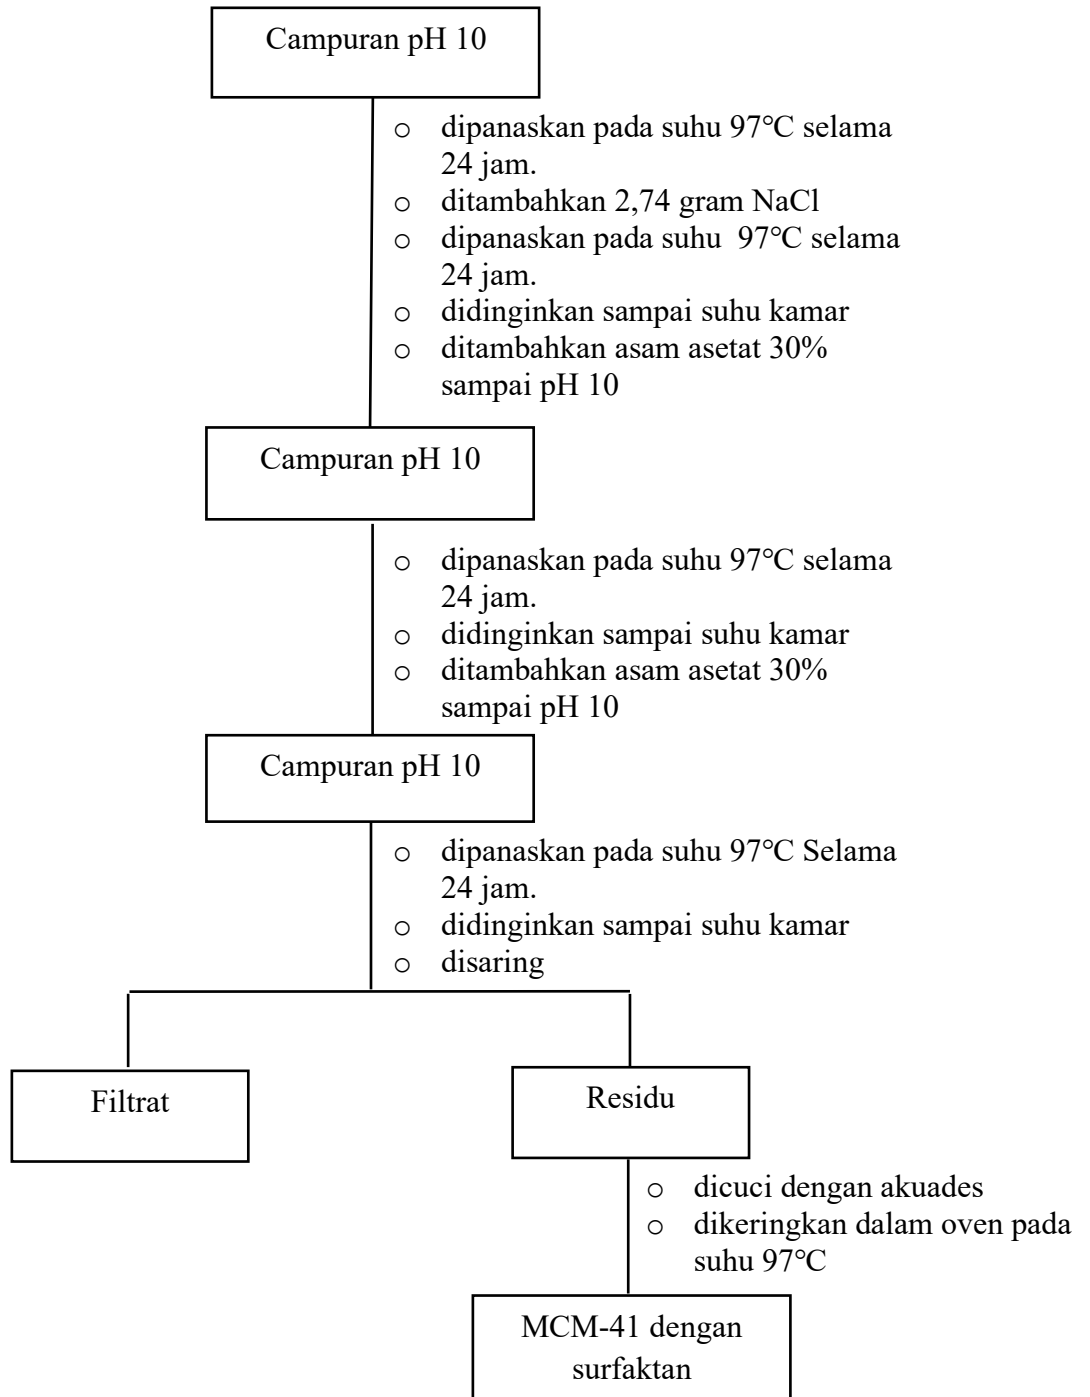 Campuran pH 10
o dipanaskan pada suhu 97°C selama
24 jam.
o ditambahkan 2,74 gram NaCl
o dipanaskan pada suhu 97°C selama
24 jam.
o didinginkan sampai suhu kamar
o ditambahkan asam asetat 30%
sampai pH 10
Campuran pH 10
o dipanaskan pada suhu 97°C selama
24 jam.
o didinginkan sampai suhu kamar
o ditambahkan asam asetat 30%
sampai pH 10
Campuran pH 10
o dipanaskan pada suhu 97°C Selama
24 jam.
o didinginkan sampai suhu kamar
o disaring
Filtrat
Residu
o dicuci dengan akuades
o dikeringkan dalam oven pada
suhu 97°C
MCM-41 dengan
surfaktan